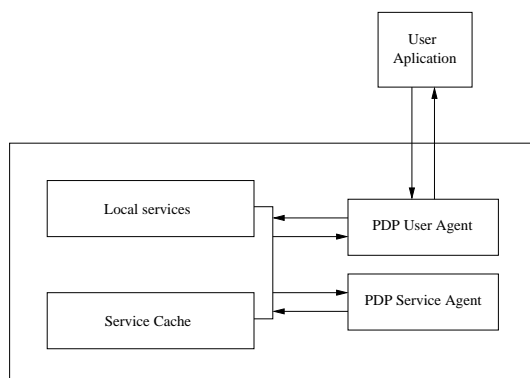 User
Aplication
Local services
PDP User Agent
PDP Service Agent
Service Cache